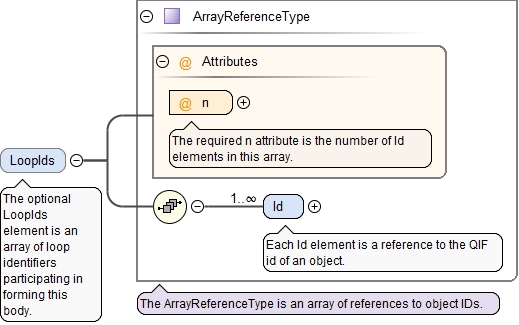 ArrayReferenceType
@ Attributes
@ n
The required n attribute is the number of Id
elements in this array.
LoopIds
The optional
LoopIds
element is an
array of loop
identifiers
participating in
forming this
body.
1..∞
Id
Each Id element is a reference to the QIF
id of an object.
The ArrayReferenceType is an array of references to object IDs.